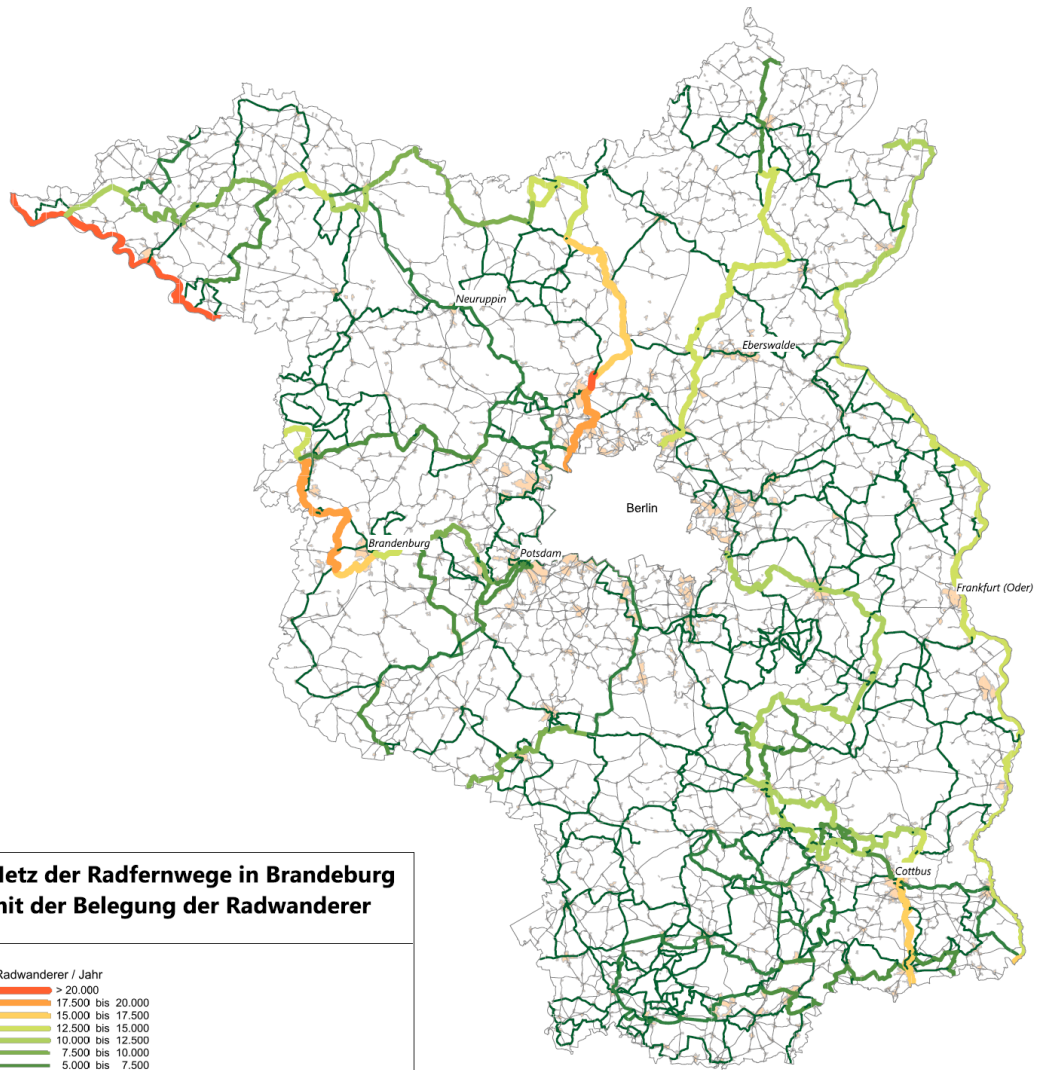 Neuruppin
Eberswalde
Berlin
Brandenburg
Potsdam
Frankfurt (Oder)
Cottbus
der Radfernwege in Brandeburg
der Belegung der Radwanderer
Radwanderer / Jahr
> 20.000
17.500 bis 20.000
15.000 bis 17.500
12.500 bis 15.000
10.000 bis 12.500
7.500 bis 10.000
5.000 bis 7.500